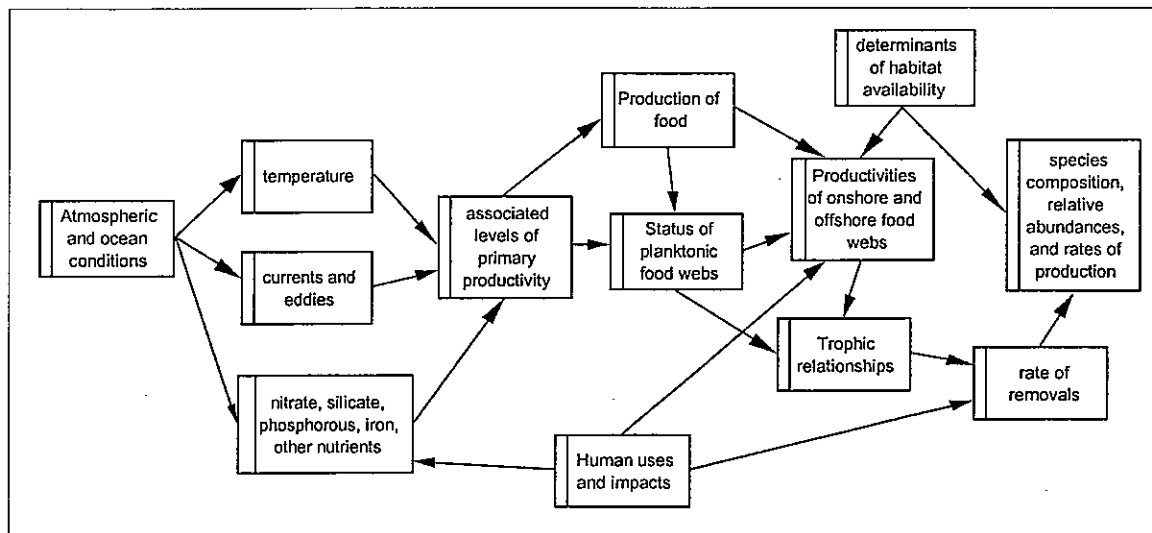 Atmospheric
and ocean
conditions
temperature
currents and
eddies
nitrate, silicate,
phosphorous, iron,
other nutrients
associated
levels of
primary
productivity
Production of
food
Status of
planktonic
food webs
determinants
of habitat
availability
Productivities
of onshore and
offshore food
webs
Trophic
relationships
Human uses
and impacts
species
composition,
relative
abundances,
and rates of
production
rate of
removals